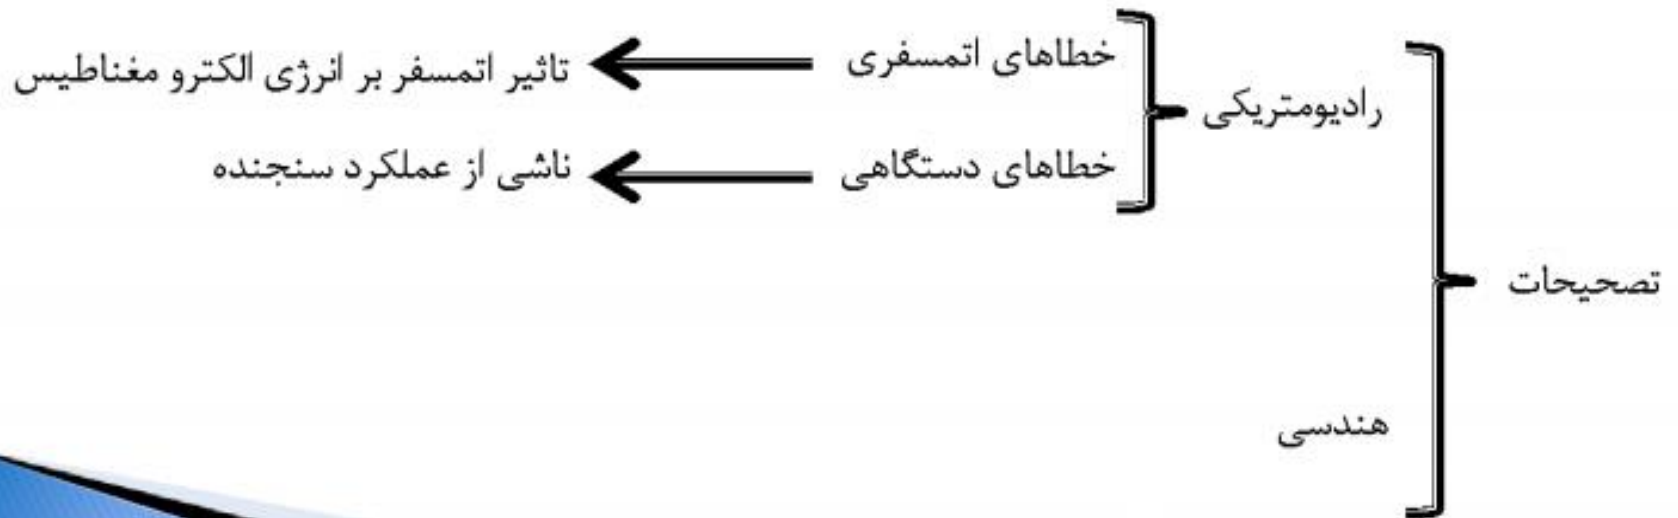 تصحیحات
رادیومتریکی
خطاهای اتمسفری
تاثیر اتمسفر بر انرژی الکترو مغناطیس
خطاهای دستگاهی
ناشی از عملکرد سنجنده
هندسی